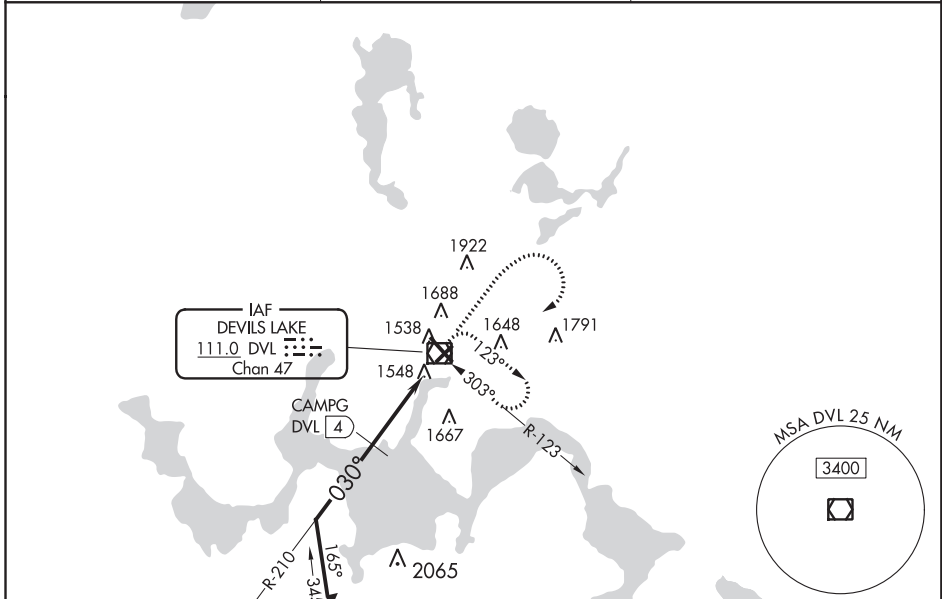 1922
1688
1538
1648
1791
IAF
DEVILS LAKE
111.0 DVL
Chan 47
123°
1548
303°
CAMPG
DVL 4
1667
R-123
MSA DVL 25 NM
3400
030°
R-210
165°
2065